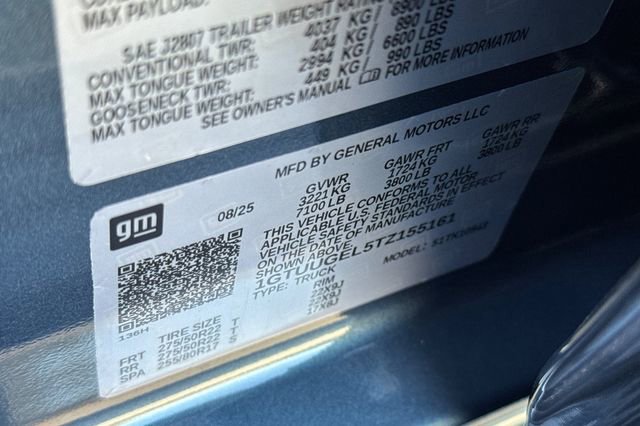 MAX PAYLOAD:
SAE J2807 TRAILER WEIGHT RATING
CONVENTIONAL TWR: 4037 KG / 8900 LBS
MAX TONGUE WEIGHT: 404 KG / 890 LBS
GOOSENECK TWR: 2994 KG / 6600 LBS
MAX TONGUE WEIGHT: 449 KG / 990 LBS
SEE OWNER'S MANUAL FOR MORE INFORMATION
MFD BY GENERAL MOTORS LLC
gm
08/25
GVWR GAWR FRT GAWR RR
3221 KG 1724 KG 1724 KG
7100 LB 3800 LB 3800 LB
THIS VEHICLE CONFORMS TO ALL
APPLICABLE U.S. FEDERAL MOTOR
VEHICLE SAFETY STANDARDS IN EFFECT
ON THE DATE OF MANUFACTURE
SHOWN ABOVE.
1GTUUGEL5TZ155161
TYPE: TRUCK MODEL:
136H
TIRE SIZE RIM
FRT 275/50R22 T 22X9J
RR 275/50R22 T 22X9J
SPA 255/80R17 S 17X8J